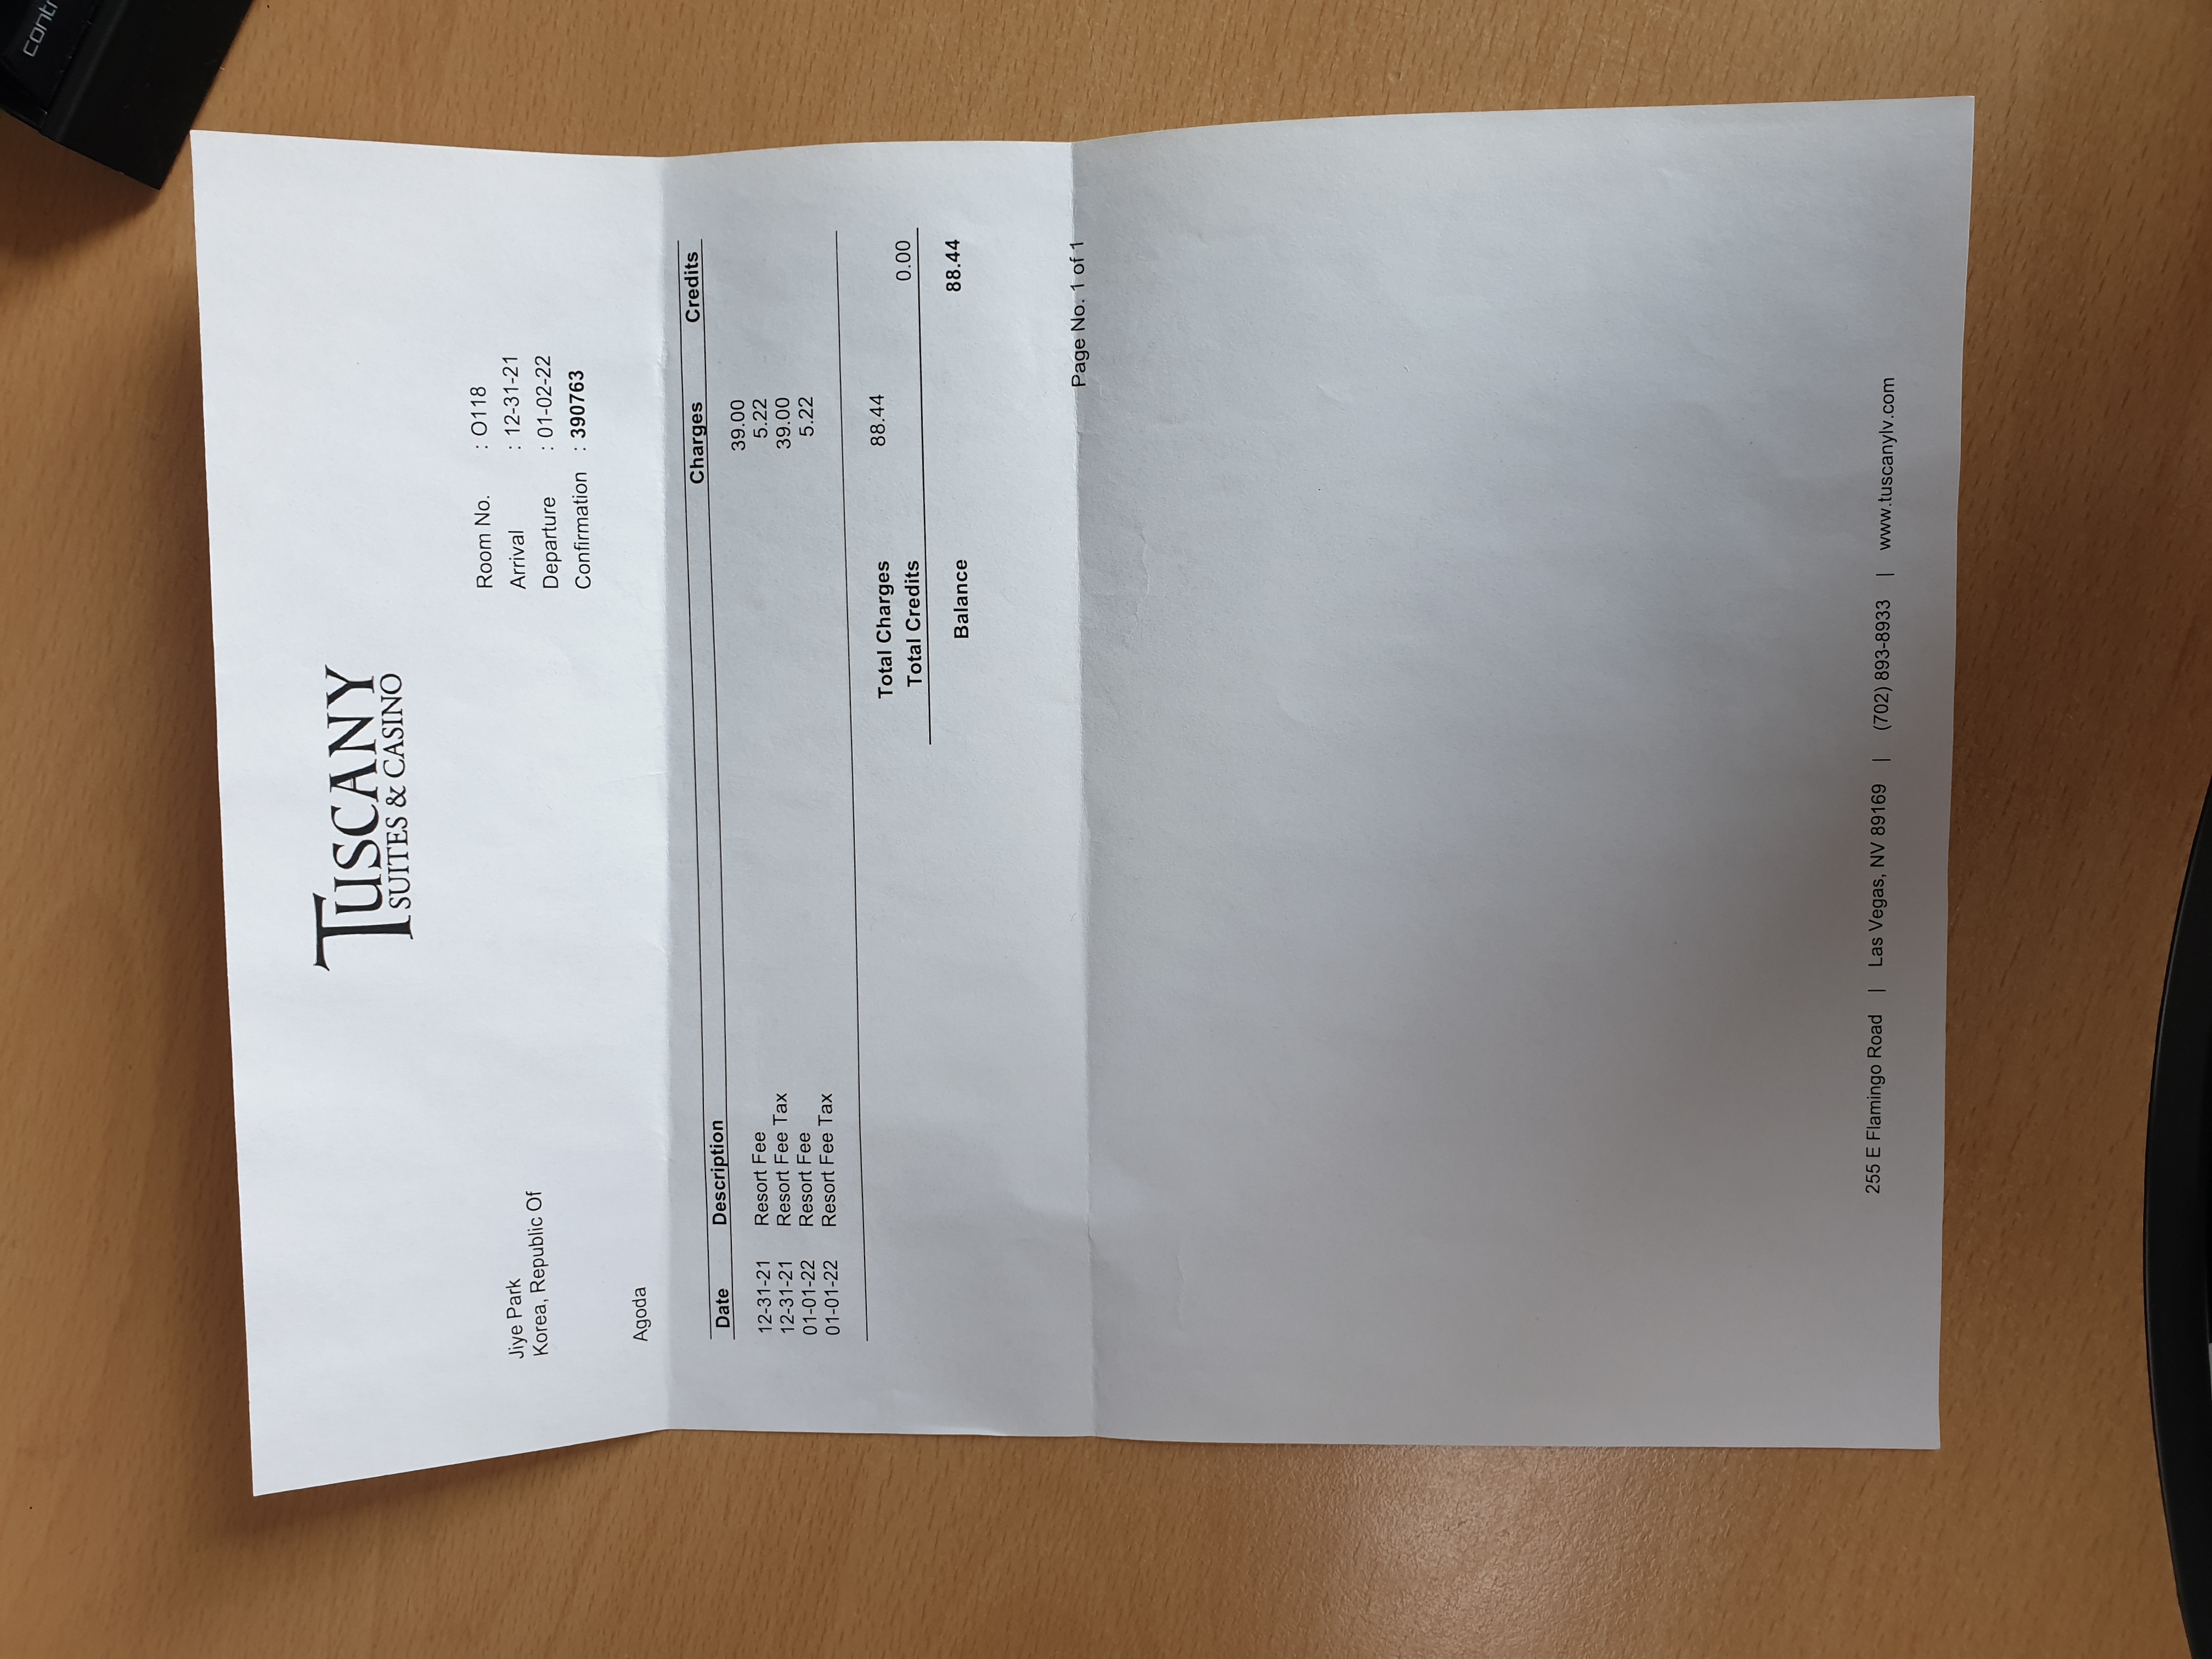 contr
TUSCANY
SUITES & CASINO
Jiye Park
Korea, Republic Of
Room No. : O118
Arrival : 12-31-21
Departure : 01-02-22
Confirmation : 390763
Agoda
Date Description Charges Credits
12-31-21 Resort Fee 39.00
12-31-21 Resort Fee Tax 5.22
01-01-22 Resort Fee 39.00
01-01-22 Resort Fee Tax 5.22
Total Charges 88.44
Total Credits 0.00
Balance 88.44
Page No. 1 of 1
255 E Flamingo Road | Las Vegas, NV 89169 | (702) 893-8933 | www.tuscanylv.com